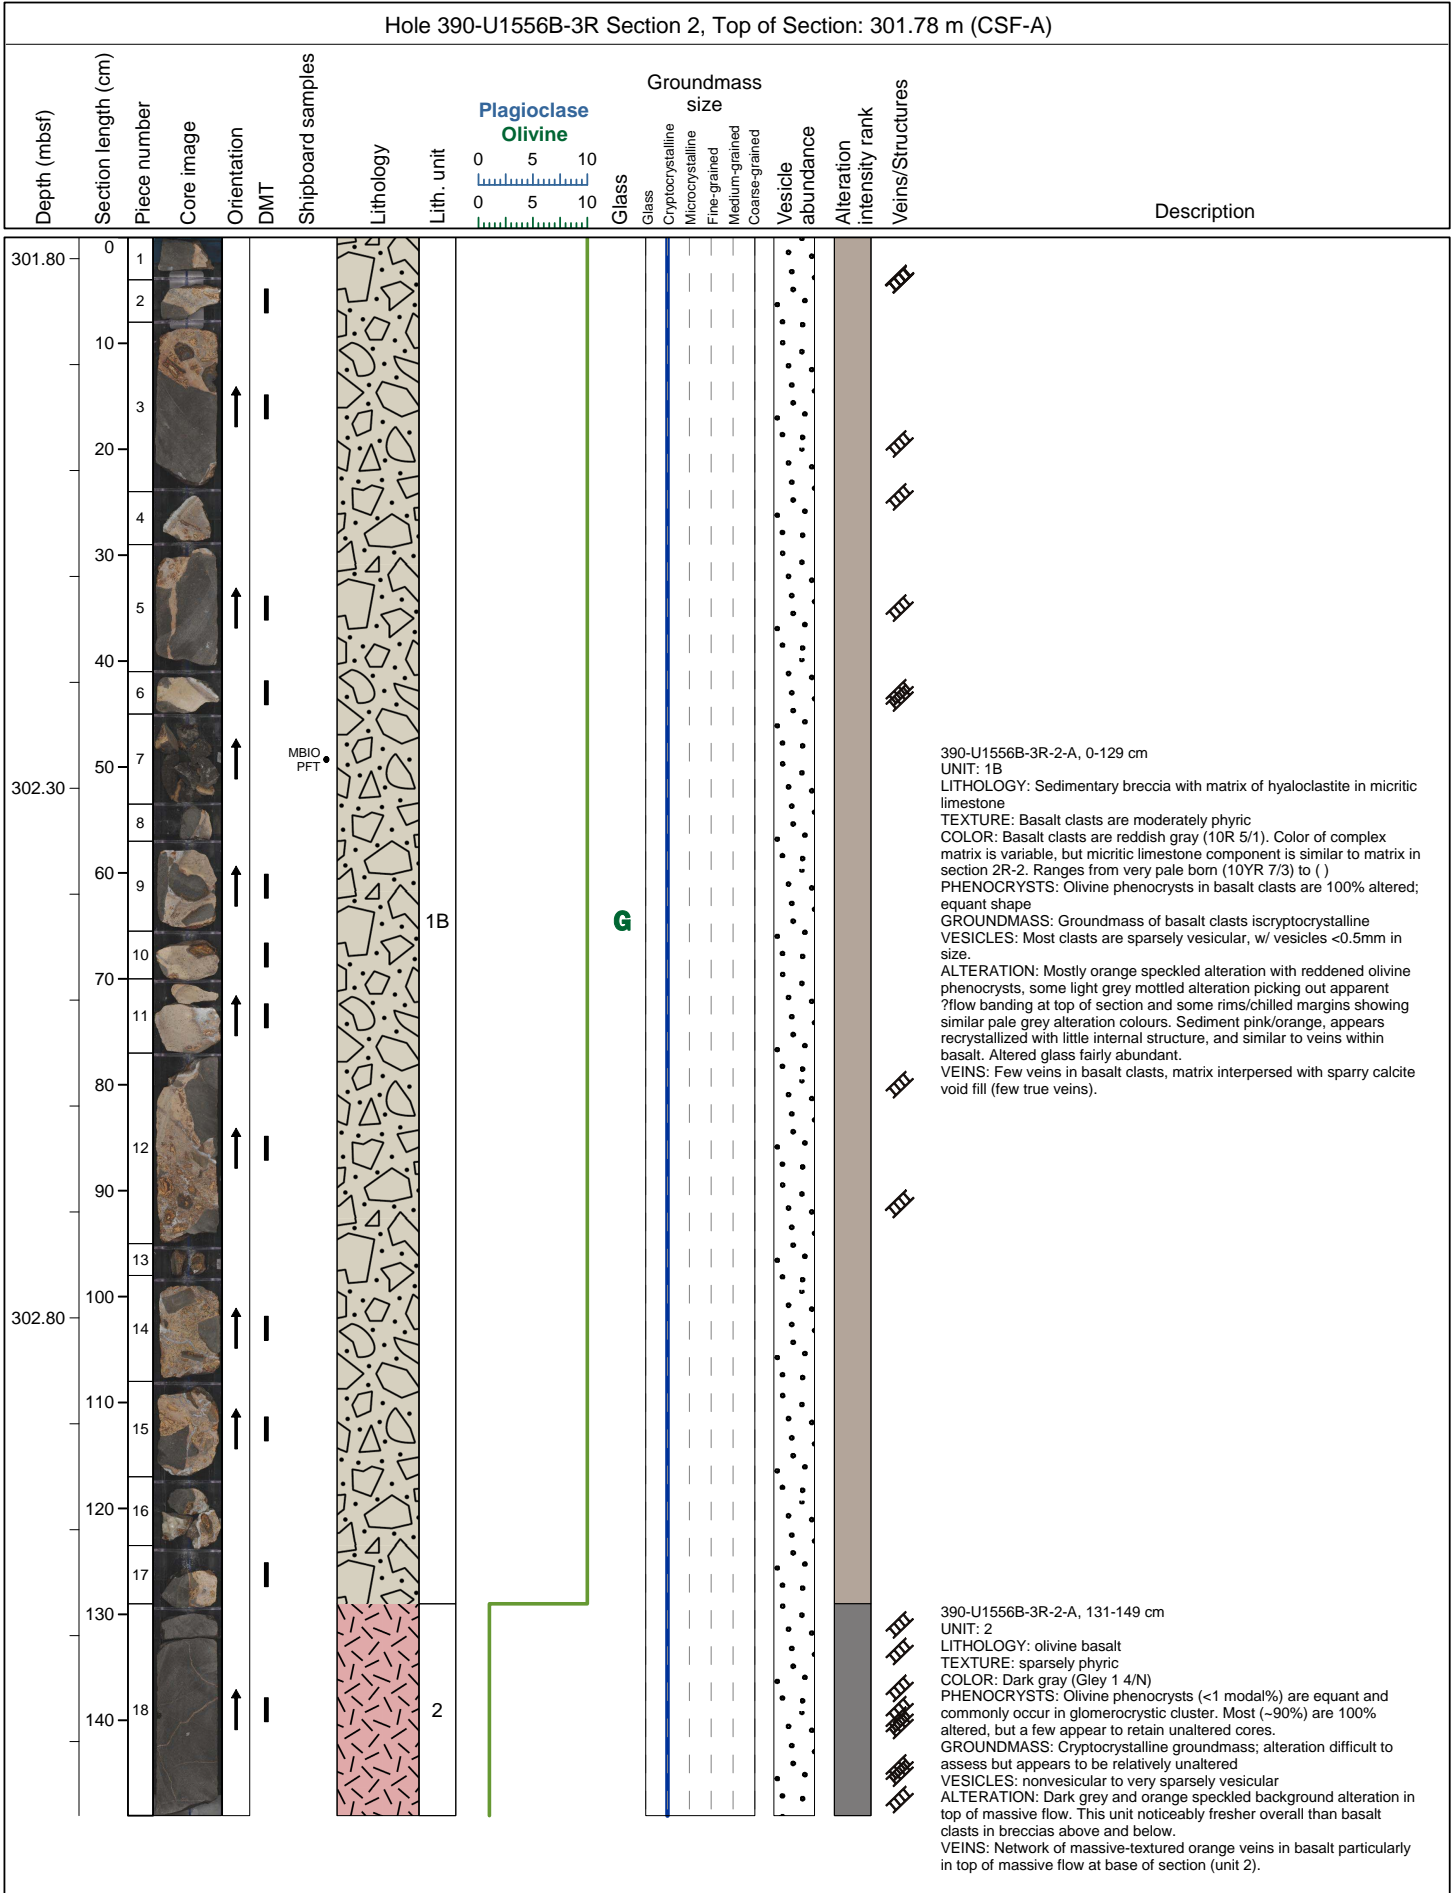 Hole 390-U1556B-3R Section 2, Top of Section: 301.78 m (CSF-A)
Depth (mbsf)
Section length (cm)
Piece number
Core image
Orientation
DMT
Shipboard samples
Lithology
Lith. unit
Plagioclase
Olivine
0 5 10
0 5 10
Glass
Groundmass
size
Glass
Cryptocrystalline
Microcrystalline
Fine-grained
Medium-grained
Coarse-grained
Vesicle
abundance
Alteration
intensity rank
Veins/Structures
Description
301.80
302.30
302.80
0
10
20
30
40
50
60
70
80
90
100
110
120
130
140
1
2
3
4
5
6
7
8
9
10
11
12
13
14
15
16
17
18
MBIO
PFT
1B
2
G
390-U1556B-3R-2-A, 0-129 cm
UNIT: 1B
LITHOLOGY: Sedimentary breccia with matrix of hyaloclastite in micritic
limestone
TEXTURE: Basalt clasts are moderately phyric
COLOR: Basalt clasts are reddish gray (10R 5/1). Color of complex
matrix is variable, but micritic limestone component is similar to matrix in
section 2R-2. Ranges from very pale born (10YR 7/3) to ( )
PHENOCRYSTS: Olivine phenocrysts in basalt clasts are 100% altered;
equant shape
GROUNDMASS: Groundmass of basalt clasts iscryptocrystalline
VESICLES: Most clasts are sparsely vesicular, w/ vesicles <0.5mm in
size.
ALTERATION: Mostly orange speckled alteration with reddened olivine
phenocrysts, some light grey mottled alteration picking out apparent
?flow banding at top of section and some rims/chilled margins showing
similar pale grey alteration colours. Sediment pink/orange, appears
recrystallized with little internal structure, and similar to veins within
basalt. Altered glass fairly abundant.
VEINS: Few veins in basalt clasts, matrix interpersed with sparry calcite
void fill (few true veins).
390-U1556B-3R-2-A, 131-149 cm
UNIT: 2
LITHOLOGY: olivine basalt
TEXTURE: sparsely phyric
COLOR: Dark gray (Gley 1 4/N)
PHENOCRYSTS: Olivine phenocrysts (<1 modal%) are equant and
commonly occur in glomerocrystic cluster. Most (~90%) are 100%
altered, but a few appear to retain unaltered cores.
GROUNDMASS: Cryptocrystalline groundmass; alteration difficult to
assess but appears to be relatively unaltered
VESICLES: nonvesicular to very sparsely vesicular
ALTERATION: Dark grey and orange speckled background alteration in
top of massive flow. This unit noticeably fresher overall than basalt
clasts in breccias above and below.
VEINS: Network of massive-textured orange veins in basalt particularly
in top of massive flow at base of section (unit 2).